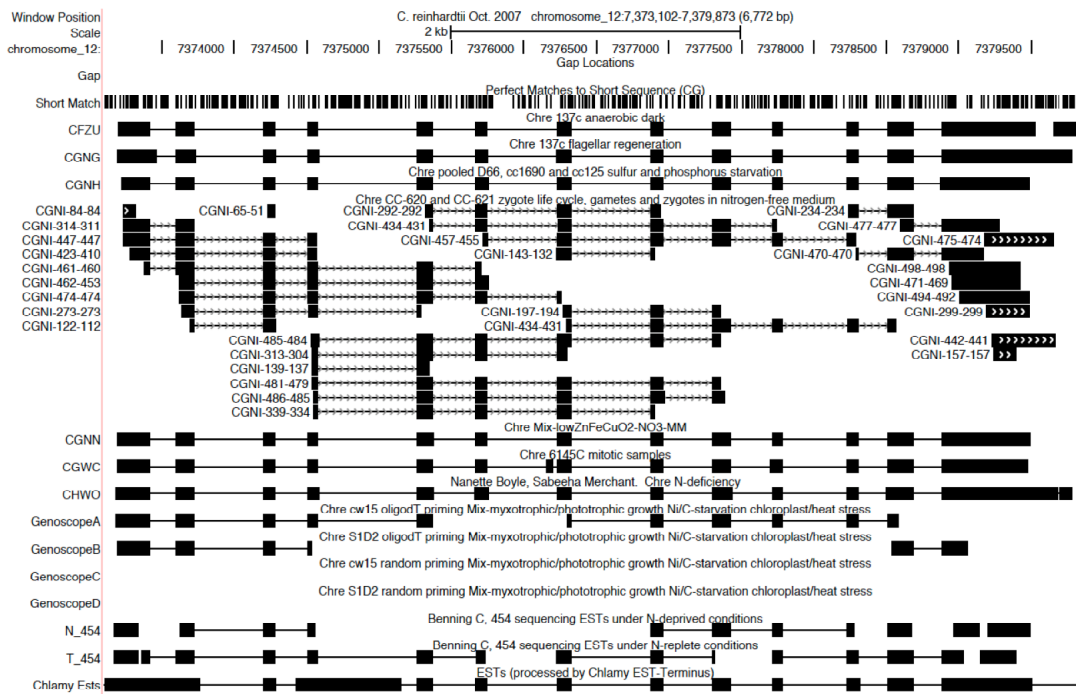 Window Position C. reinhardtii Oct. 2007 chromosome_12:7,373,102-7,379,873 (6,772 bp)
Scale 2 kb
chromosome_12: 7374000 7374500 7375000 7375500 7376000 7376500 7377000 7377500 7378000 7378500 7379000 7379500
Gap Locations
Gap
Perfect Matches to Short Sequence (CG)
Short Match
Chre 137c anaerobic dark
CFZU
Chre 137c flagellar regeneration
CGNG
Chre pooled D66, cc1690 and cc125 sulfur and phosphorus starvation
CGNH
Chre CC-620 and CC-621 zygote life cycle, gametes and zygotes in nitrogen-free medium
CGNI-84-84 CGNI-65-51 CGNI-292-292 CGNI-234-234
CGNI-314-311 CGNI-434-431 CGNI-477-477
CGNI-447-447 CGNI-457-455 CGNI-475-474
CGNI-423-410 CGNI-143-132 CGNI-470-470
CGNI-461-460 CGNI-498-498
CGNI-462-453 CGNI-471-469
CGNI-474-474 CGNI-494-492
CGNI-273-273 CGNI-197-194 CGNI-299-299
CGNI-122-112 CGNI-434-431
CGNI-485-484 CGNI-442-441
CGNI-313-304 CGNI-157-157
CGNI-139-137
CGNI-481-479
CGNI-486-485
CGNI-339-334
Chre Mix-lowZnFeCuO2-NO3-MM
CGNN
Chre 6145C mitotic samples
CGWC
Nanette Boyle, Sabeeha Merchant. Chre N-deficiency
CHWO
Chre cw15 oligodT priming Mix-myxotrophic/phototrophic growth Ni/C-starvation chloroplast/heat stress
GenoscopeA
Chre S1D2 oligodT priming Mix-myxotrophic/phototrophic growth Ni/C-starvation chloroplast/heat stress
GenoscopeB
Chre cw15 random priming Mix-myxotrophic/phototrophic growth Ni/C-starvation chloroplast/heat stress
GenoscopeC
Chre S1D2 random priming Mix-myxotrophic/phototrophic growth Ni/C-starvation chloroplast/heat stress
GenoscopeD
Benning C, 454 sequencing ESTs under N-deprived conditions
N_454
Benning C, 454 sequencing ESTs under N-replete conditions
T_454
ESTs (processed by Chlamy EST-Terminus)
Chlamy Ests